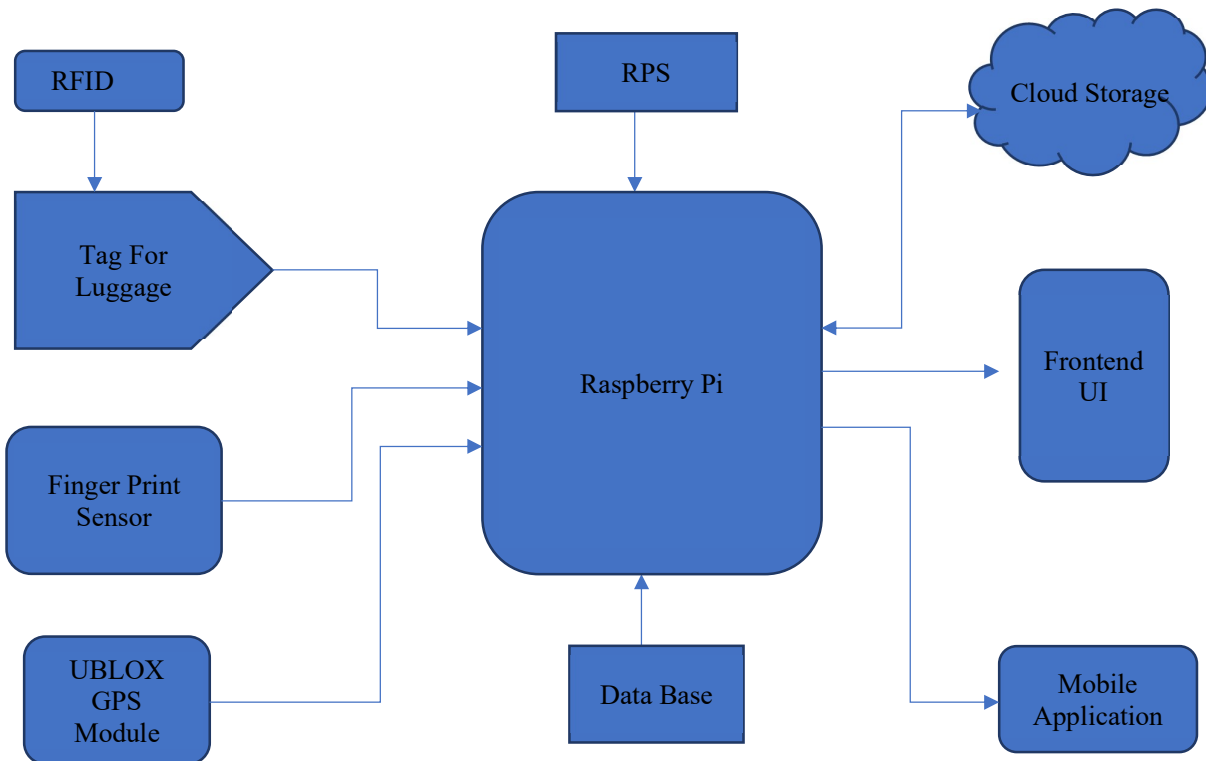 RFID
RPS
Cloud Storage
Tag For
Luggage
Raspberry Pi
Frontend
UI
Finger Print
Sensor
UBLOX
GPS
Module
Data Base
Mobile
Application